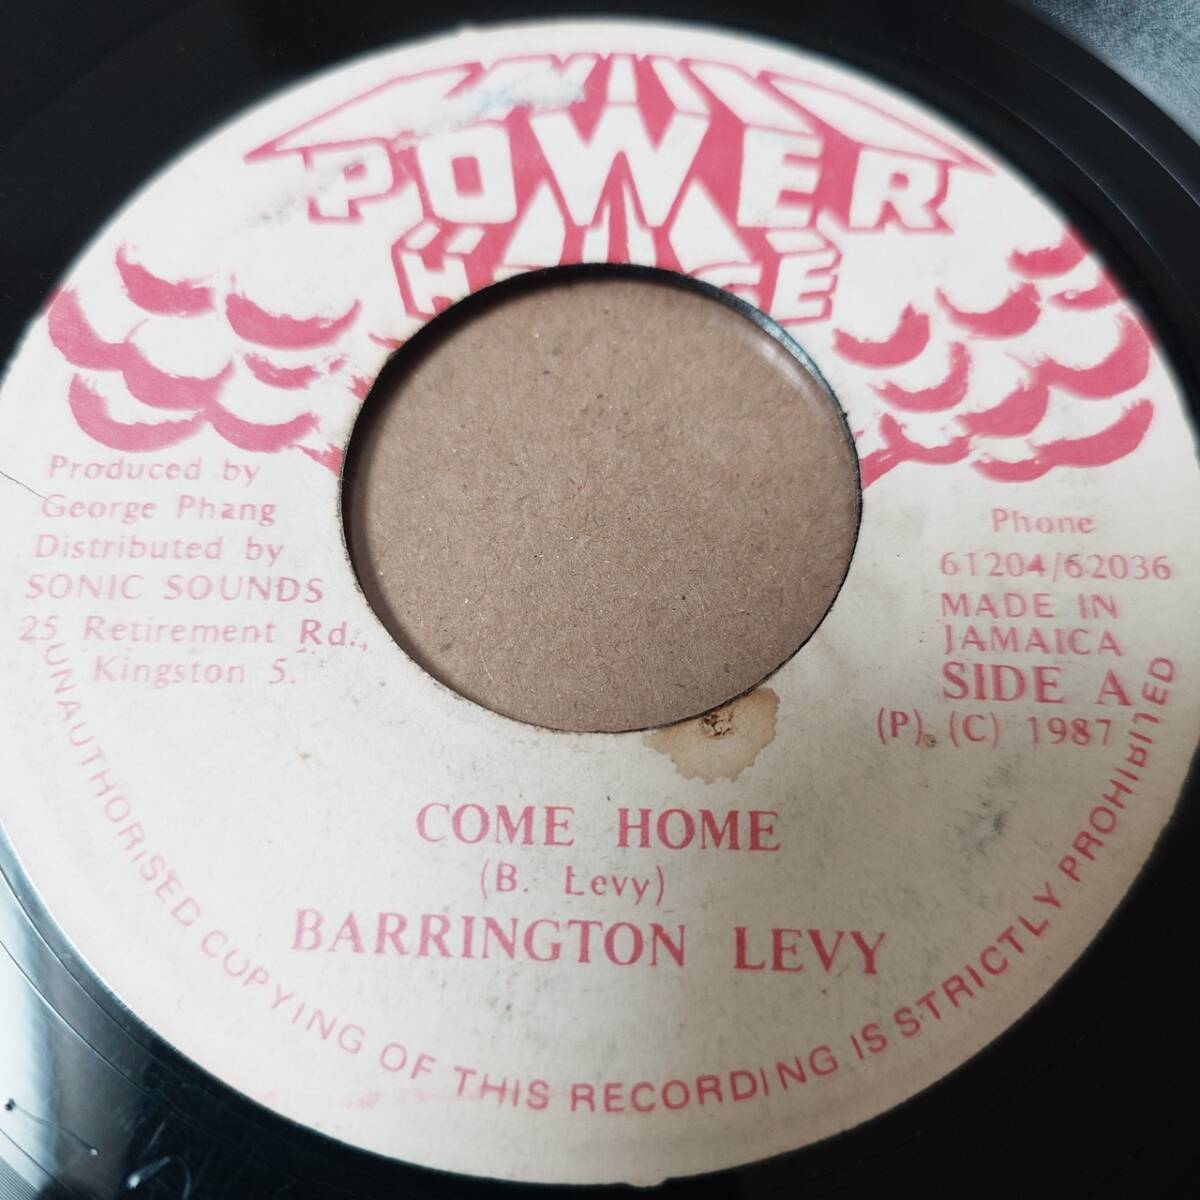 POWER
HOUSE
Produced by
George Phang
Distributed by
SONIC SOUNDS
25 Retirement Rd.,
Kingston 5.
Phone
61204/62036
MADE IN
JAMAICA
SIDE A
(P). (C) 1987
COME HOME
(B. Levy)
BARRINGTON LEVY
UNAUTHORISED COPYING OF THIS RECORDING IS STRICTLY PROHIBITED